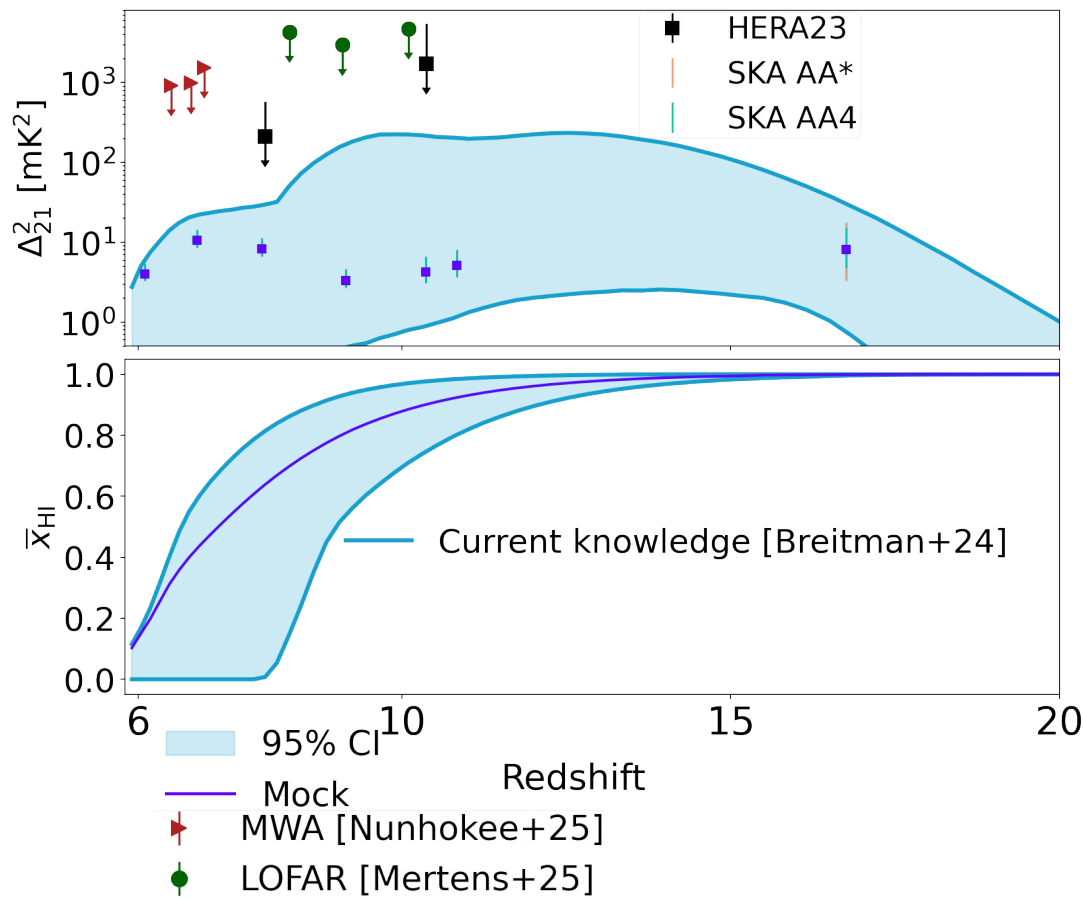 HERA23
SKA AA*
SKA AA4
Δ²₂₁ [mK²]
10³
10²
10¹
10⁰
x̅HI
1.0
0.8
0.6
0.4
0.2
0.0
Current knowledge [Breitman+24]
6 10 15 20
Redshift
95% CI
Mock
MWA [Nunhokee+25]
LOFAR [Mertens+25]